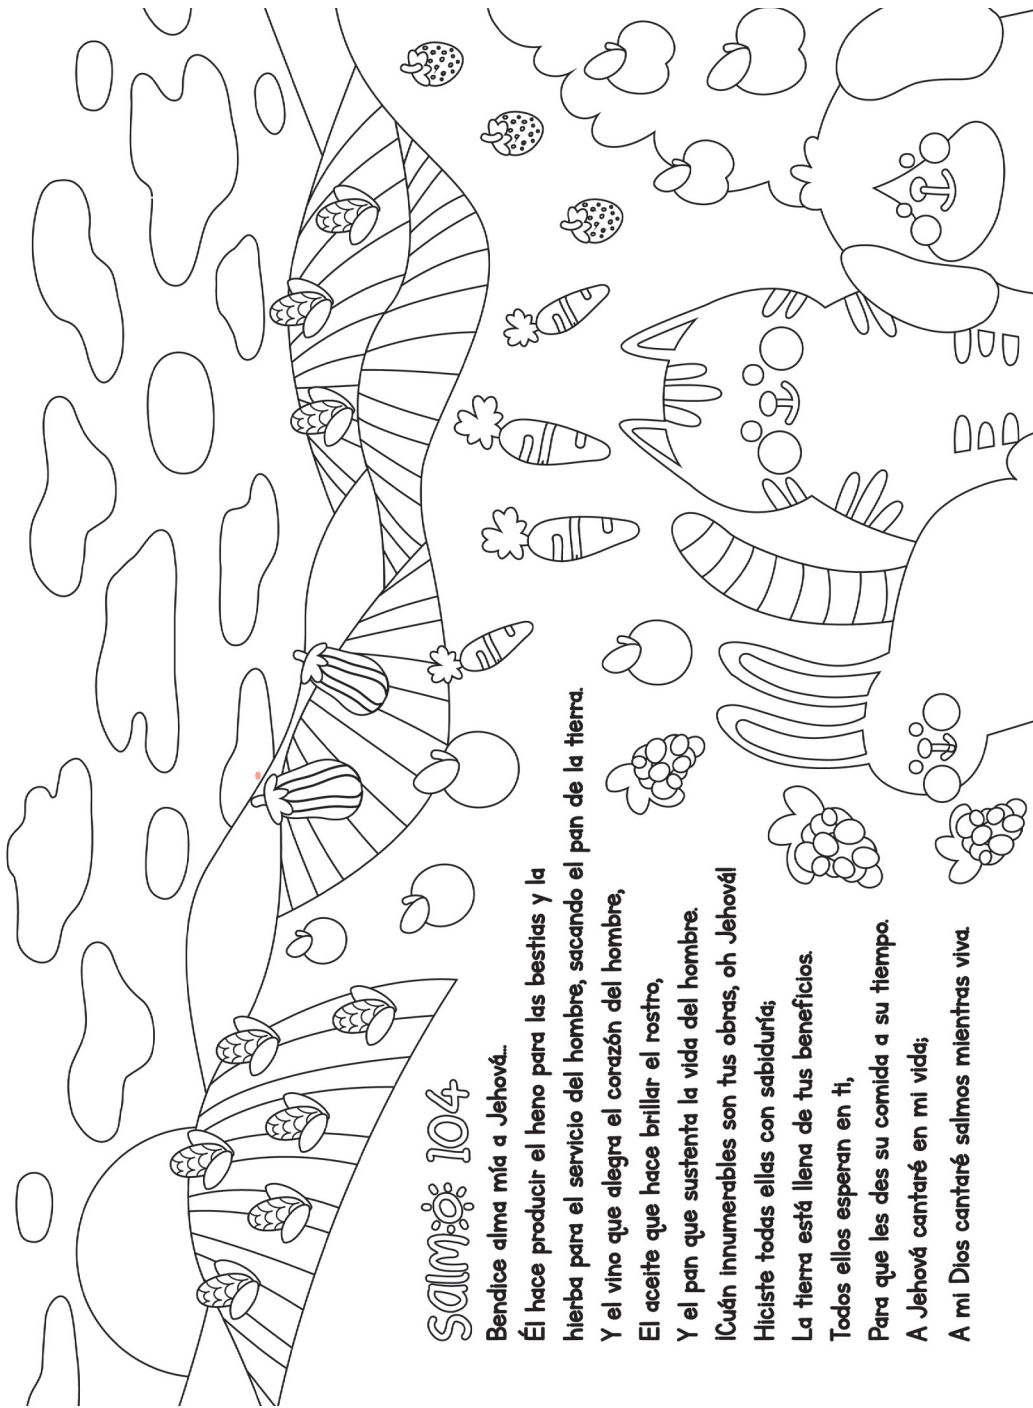 Salmo 104
Bendice alma mía a Jehová...
Él hace producir el heno para las bestias y la
hierba para el servicio del hombre, sacando el pan de la tierra.
Y el vino que alegra el corazón del hombre,
El aceite que hace brillar el rostro,
Y el pan que sustenta la vida del hombre.
¡Cuán innumerables son tus obras, oh Jehová!
Hiciste todas ellas con sabiduría;
La tierra está llena de tus beneficios.
Todos ellos esperan en ti,
Para que les des su comida a su tiempo.
A Jehová cantaré en mi vida;
A mi Dios cantaré salmos mientras viva.